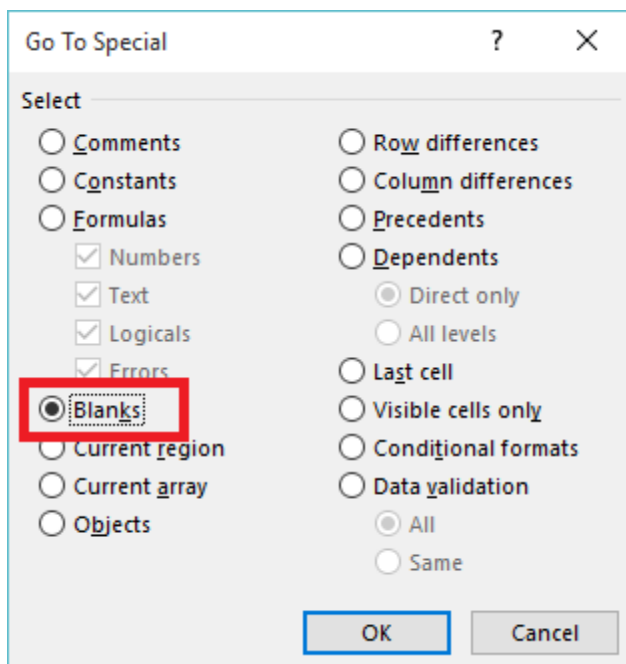 Go To Special
?
Select
Comments
Constants
Formulas
Numbers
Text
Logicals
Errors
Blanks
Current region
Current array
Objects
Row differences
Column differences
Precedents
Dependents
Direct only
All levels
Last cell
Visible cells only
Conditional formats
Data validation
All
Same
OK
Cancel